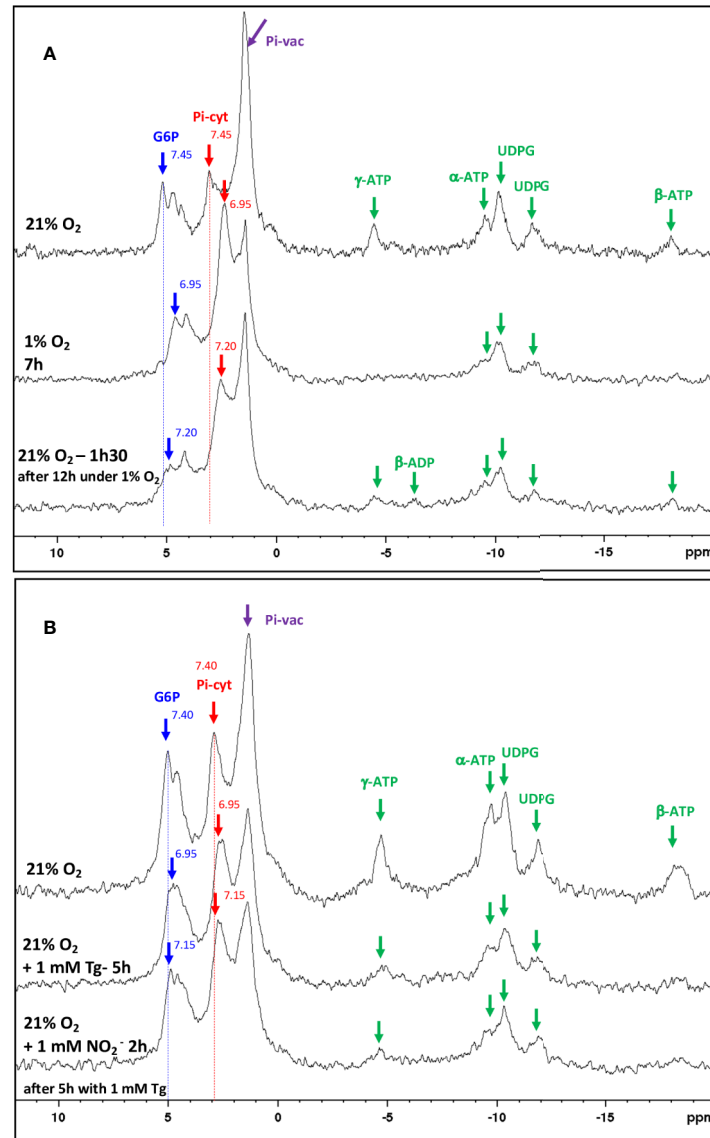 A
Pi-vac
Pi-cyt
G6P
7.45
7.45
UDPG
γ-ATP
α-ATP
UDPG
β-ATP
6.95
21% O₂
6.95
1% O₂
7h
7.20
7.20
β-ADP
21% O₂ – 1h30
after 12h under 1% O₂
10 5 0 -5 -10 -15 ppm
B
Pi-vac
7.40
G6P
Pi-cyt
7.40
UDPG
γ-ATP
α-ATP
UDPG
β-ATP
6.95
21% O₂
6.95
7.15
21% O₂
+ 1 mM Tg- 5h
7.15
21% O₂
+ 1 mM NO₂⁻ 2h
after 5h with 1 mM Tg
10 5 0 -5 -10 -15 ppm